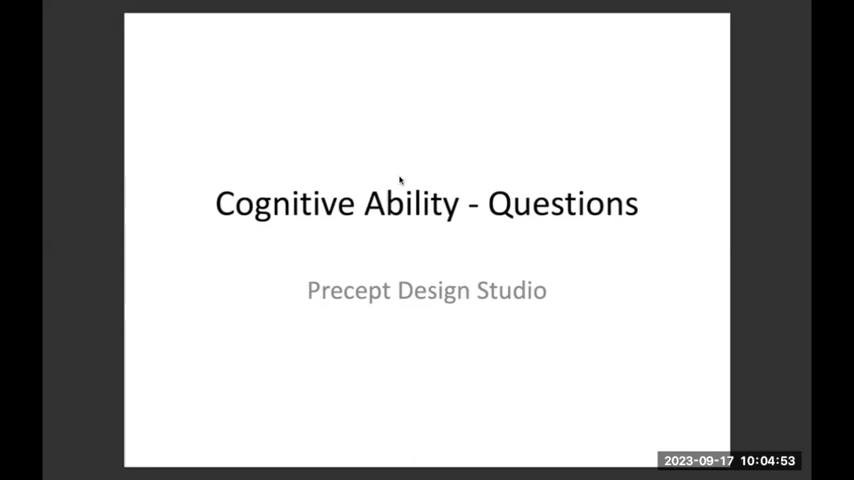 Cognitive Ability - Questions
Precept Design Studio
2023-09-17 10:04:53